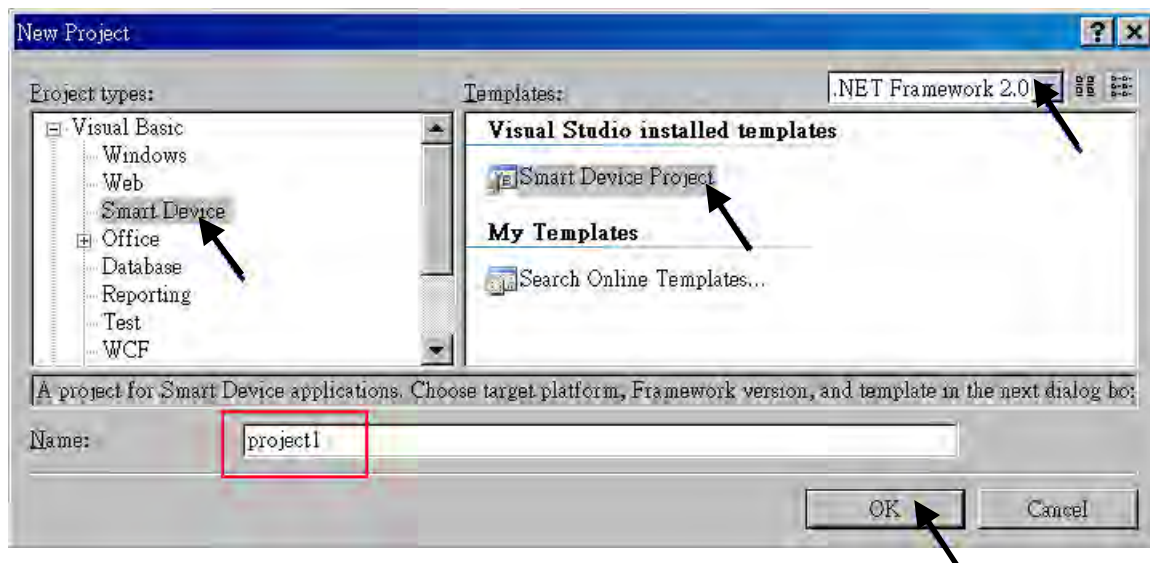 New Project
Project types:
Templates:
.NET Framework 2.0
Visual Basic
Windows
Web
Smart Device
Office
Database
Reporting
Test
WCF
Visual Studio installed templates
Smart Device Project
My Templates
Search Online Templates...
A project for Smart Device applications. Choose target platform, Framework version, and template in the next dialog
Name:
project1
OK
Cancel